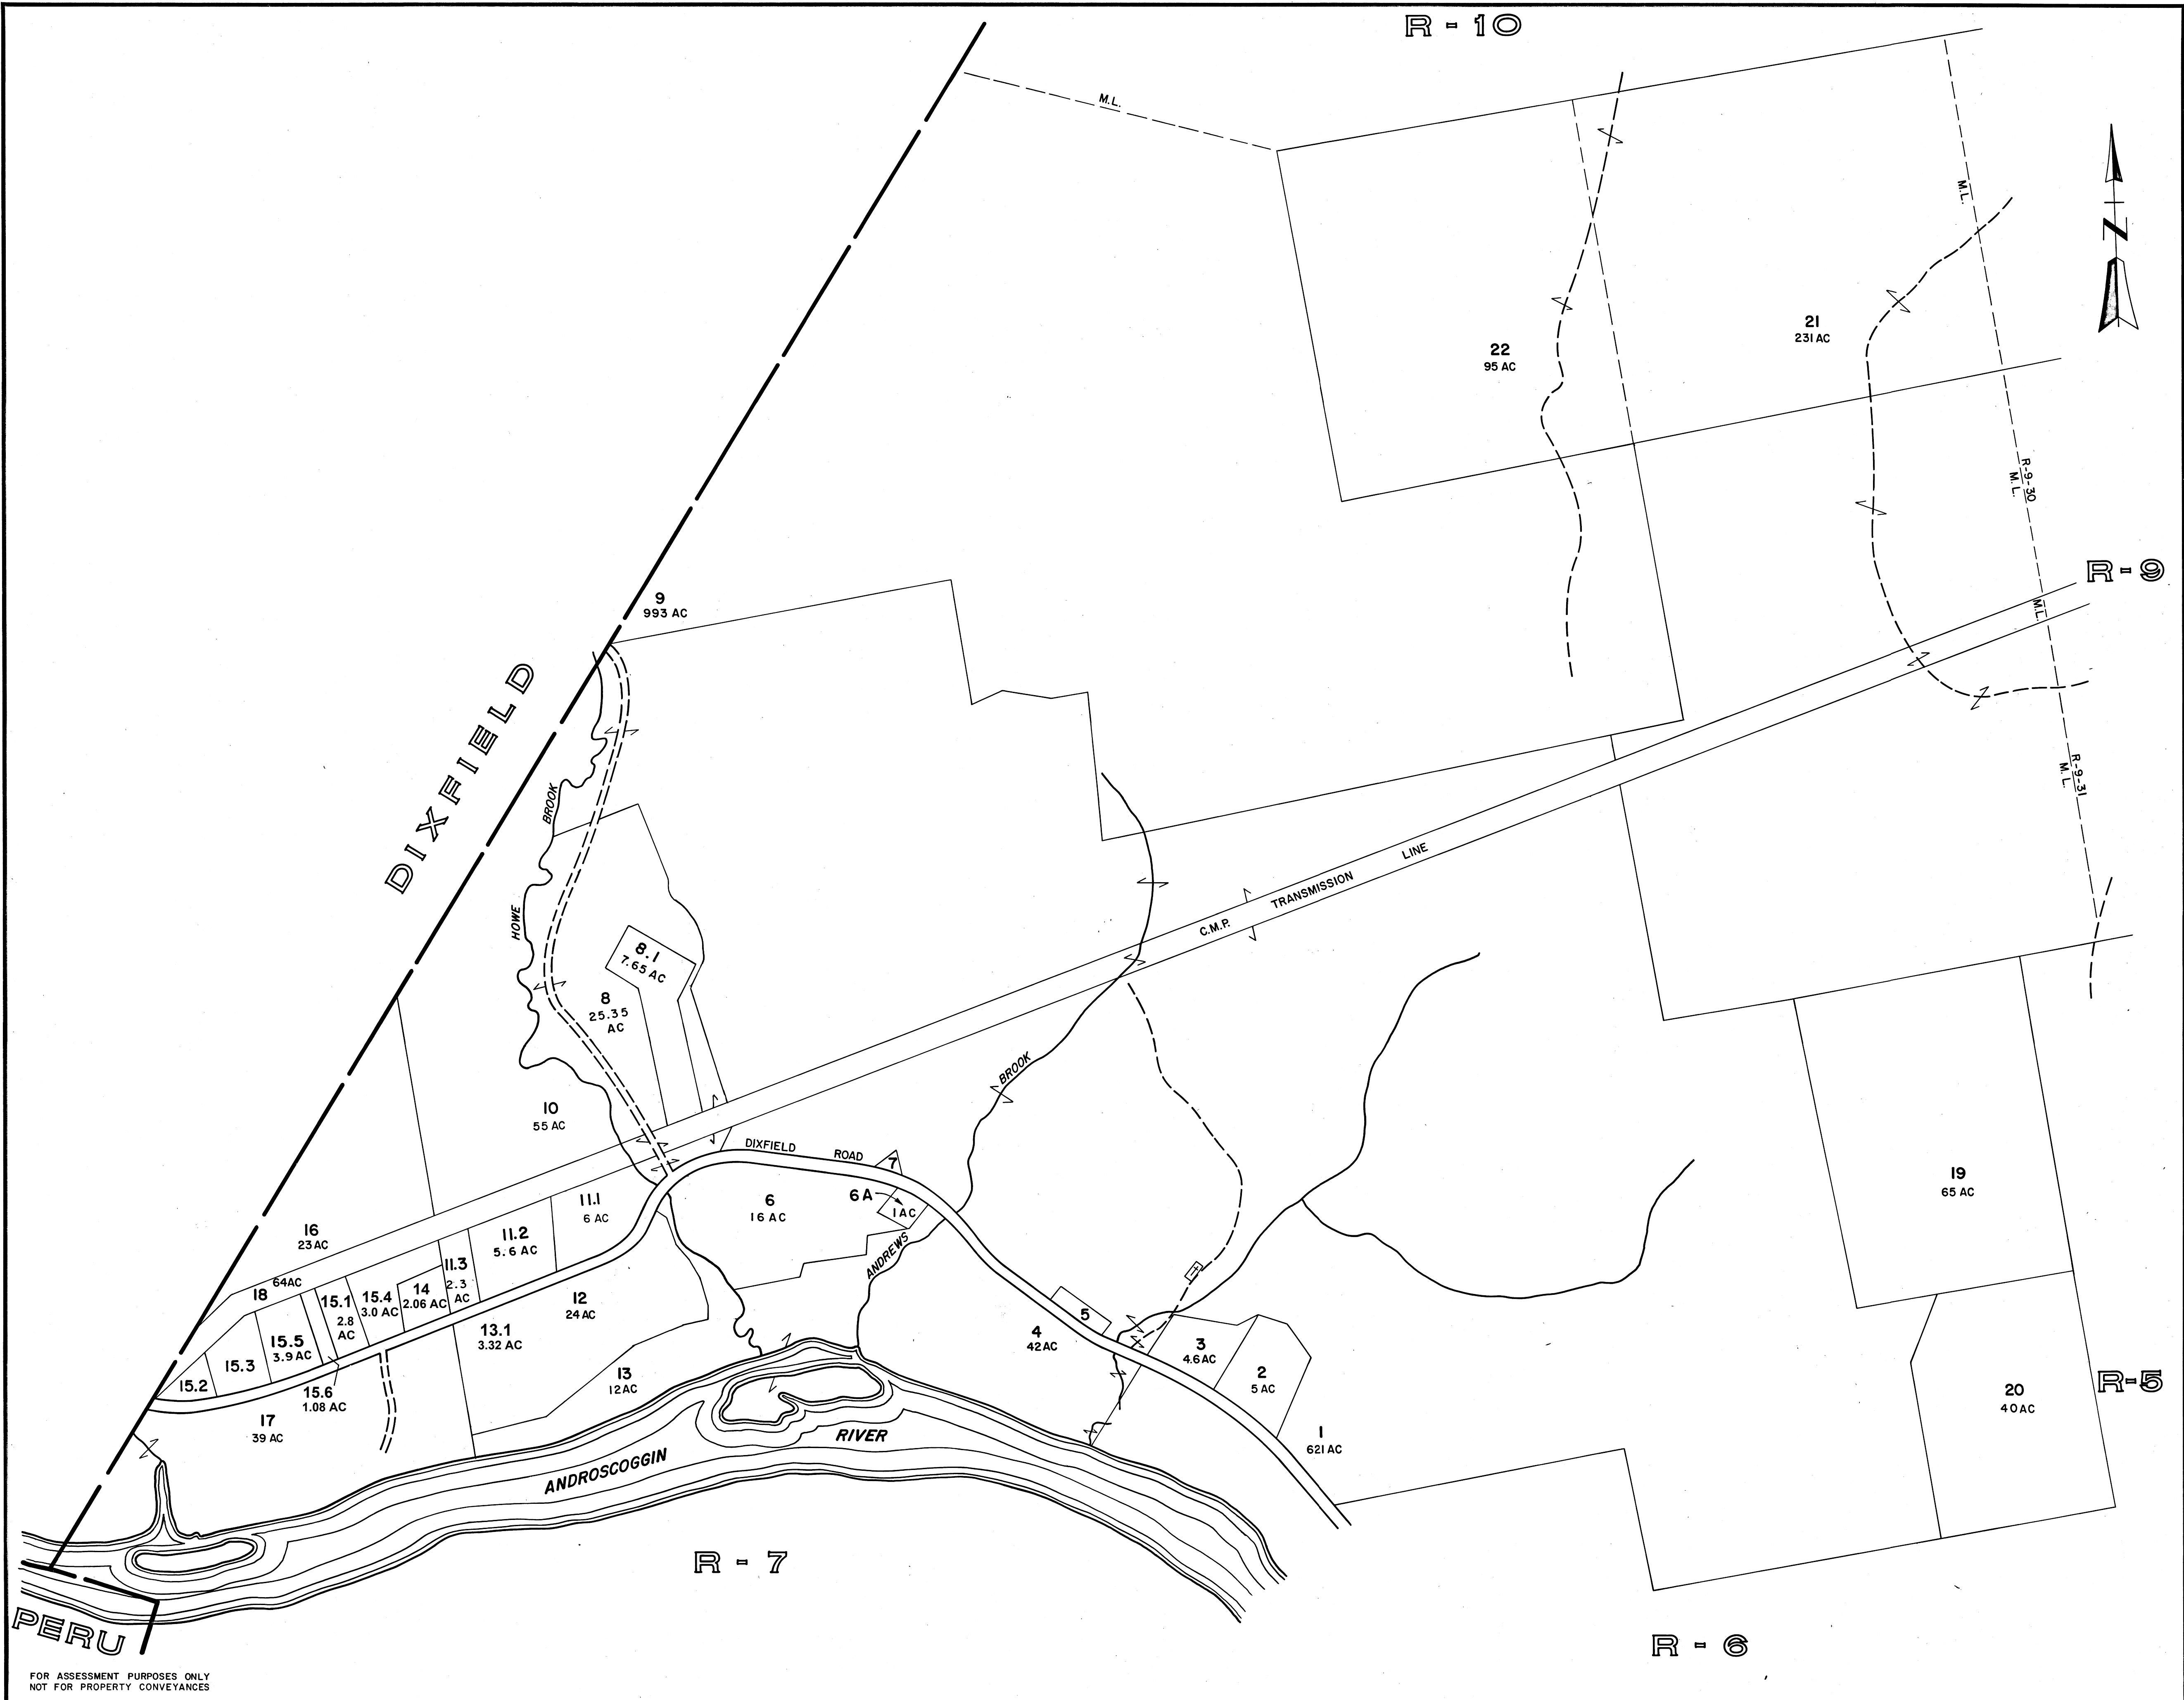 R - 10
M.L.
M.L.
21
231 AC
22
95 AC
N
R-9-30
M.L.
R-9
9
993 AC
M.L.
DIXFIELD
R-9-31
M.L.
HOWE BROOK
C.M.P. TRANSMISSION LINE
8.1
7.65 AC
8
25.35
AC
10
55 AC
BROOK
DIXFIELD ROAD
7
6A
1 AC
6
16 AC
ANDREWS
19
65 AC
11.1
6 AC
11.2
5.6 AC
16
23 AC
11.3
2.3
AC
64AC
18
14
2.06 AC
15.4
3.0 AC
15.1
2.8
AC
15.5
3.9 AC
15.3
15.2
15.6
1.08 AC
12
24 AC
13.1
3.32 AC
13
12 AC
5
4
42 AC
3
4.6 AC
2
5 AC
1
621 AC
20
40 AC
R-5
17
39 AC
ANDROSCOGGIN RIVER
R - 7
PERU
R - 6
FOR ASSESSMENT PURPOSES ONLY
NOT FOR PROPERTY CONVEYANCES